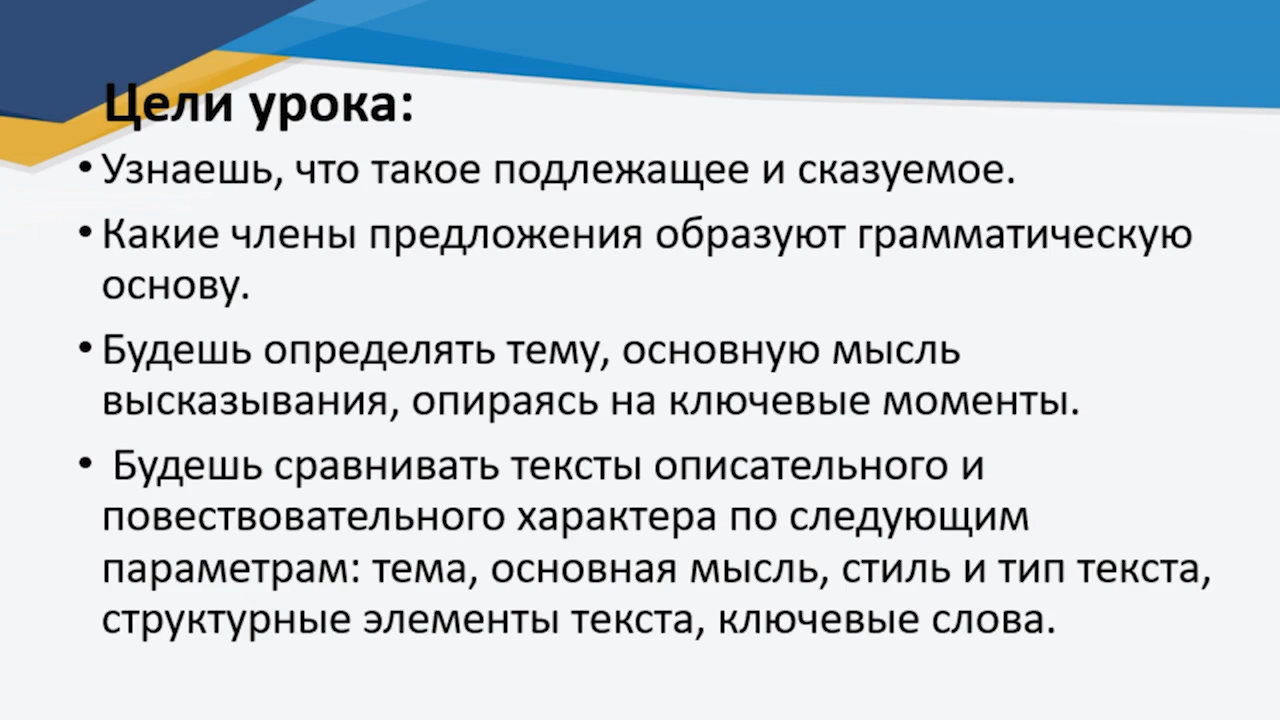 Цели урока:
• Узнаешь, что такое подлежащее и сказуемое.
• Какие члены предложения образуют грамматическую
основу.
• Будешь определять тему, основную мысль
высказывания, опираясь на ключевые моменты.
• Будешь сравнивать тексты описательного и
повествовательного характера по следующим
параметрам: тема, основная мысль, стиль и тип текста,
структурные элементы текста, ключевые слова.